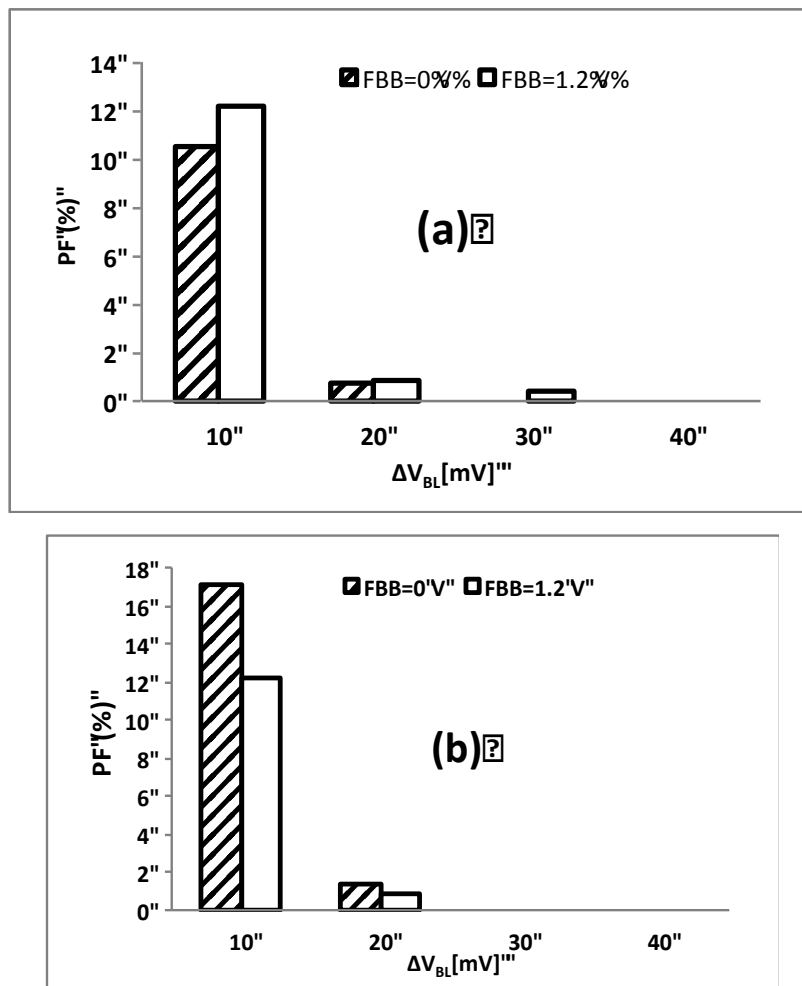 14"
12"
10"
8"
6"
4"
2"
0"
PF"(%)"
FBB=0%V% FBB=1.2%V%
(a)
10" 20" 30" 40"
ΔVBL[mV]""
18"
16"
14"
12"
10"
8"
6"
4"
2"
0"
PF"(%)"
FBB=0'V" FBB=1.2'V"
(b)
10" 20" 30" 40"
ΔVBL[mV]""